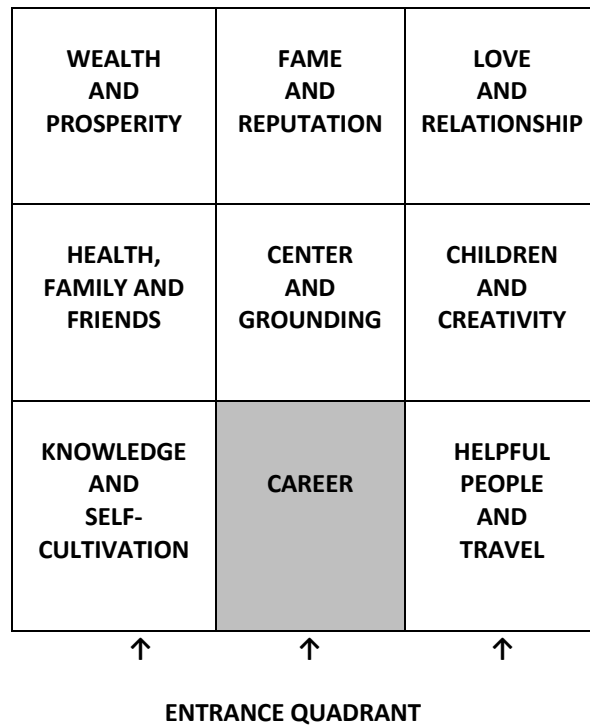 WEALTH
AND
PROSPERITY
FAME
AND
REPUTATION
LOVE
AND
RELATIONSHIP
HEALTH,
FAMILY AND
FRIENDS
CENTER
AND
GROUNDING
CHILDREN
AND
CREATIVITY
KNOWLEDGE
AND
SELF-
CULTIVATION
CAREER
HELPFUL
PEOPLE
AND
TRAVEL
↑ ↑ ↑
ENTRANCE QUADRANT